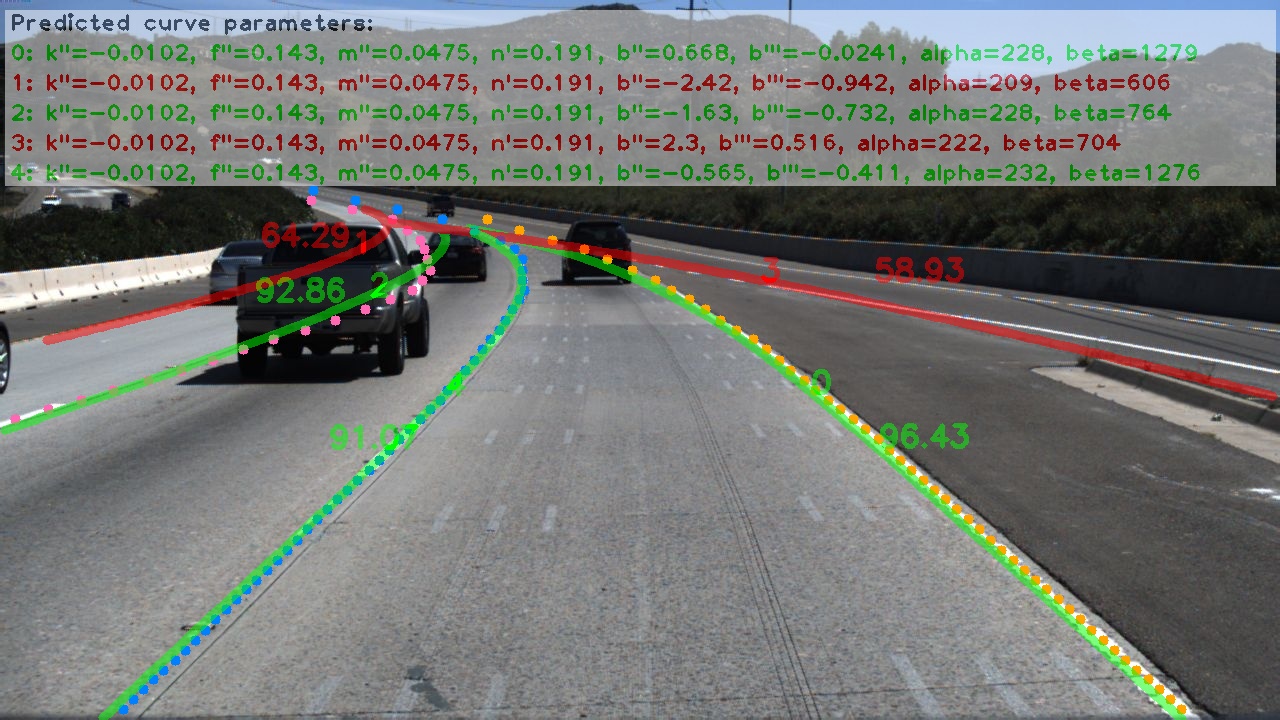 Predicted curve parameters:
0: k''=-0.0102, f''=0.143, m''=0.0475, n'=0.191, b''=0.668, b'''=-0.0241, alpha=228, beta=1279
1: k''=-0.0102, f''=0.143, m''=0.0475, n'=0.191, b''=-2.42, b'''=-0.942, alpha=209, beta=606
2: k''=-0.0102, f''=0.143, m''=0.0475, n'=0.191, b''=-1.63, b'''=-0.732, alpha=228, beta=764
3: k''=-0.0102, f''=0.143, m''=0.0475, n'=0.191, b''=2.3, b'''=0.516, alpha=222, beta=704
4: k''=-0.0102, f''=0.143, m''=0.0475, n'=0.191, b''=-0.565, b'''=-0.411, alpha=232, beta=1276
64.29 1
3 58.93
92.86 2
0
91.07
96.43